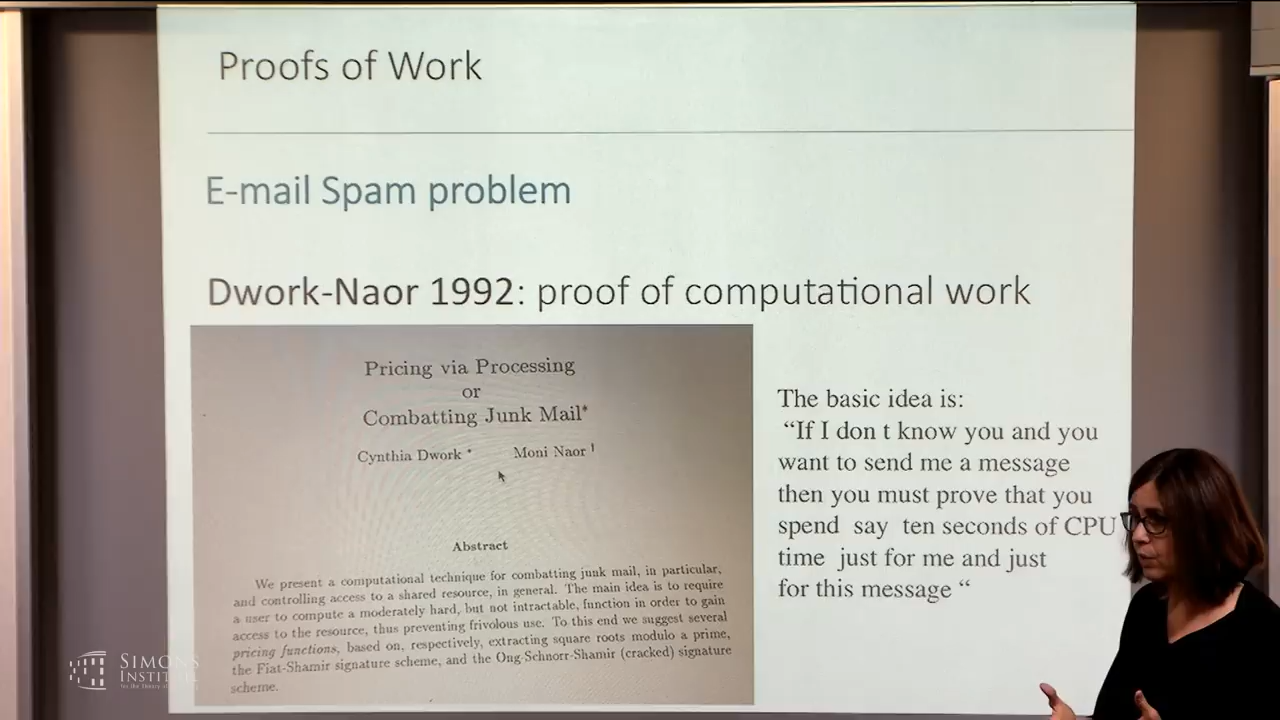 Proofs of Work
E-mail Spam problem
Dwork-Naor 1992: proof of computational work
Pricing via Processing
or
Combatting Junk Mail*
Cynthia Dwork * Moni Naor †
Abstract
We present a computational technique for combatting junk mail, in particular,
and controlling access to a shared resource, in general. The main idea is to require
a user to compute a moderately hard, but not intractable, function in order to gain
access to the resource, thus preventing frivolous use. To this end we suggest several
pricing functions, based on, respectively, extracting square roots modulo a prime,
the Fiat-Shamir signature scheme, and the Ong-Schnorr-Shamir (cracked) signature
scheme.
The basic idea is:
“If I don t know you and you
want to send me a message
then you must prove that you
spend say ten seconds of CPU
time just for me and just
for this message “
SIMONS
INSTITUTE